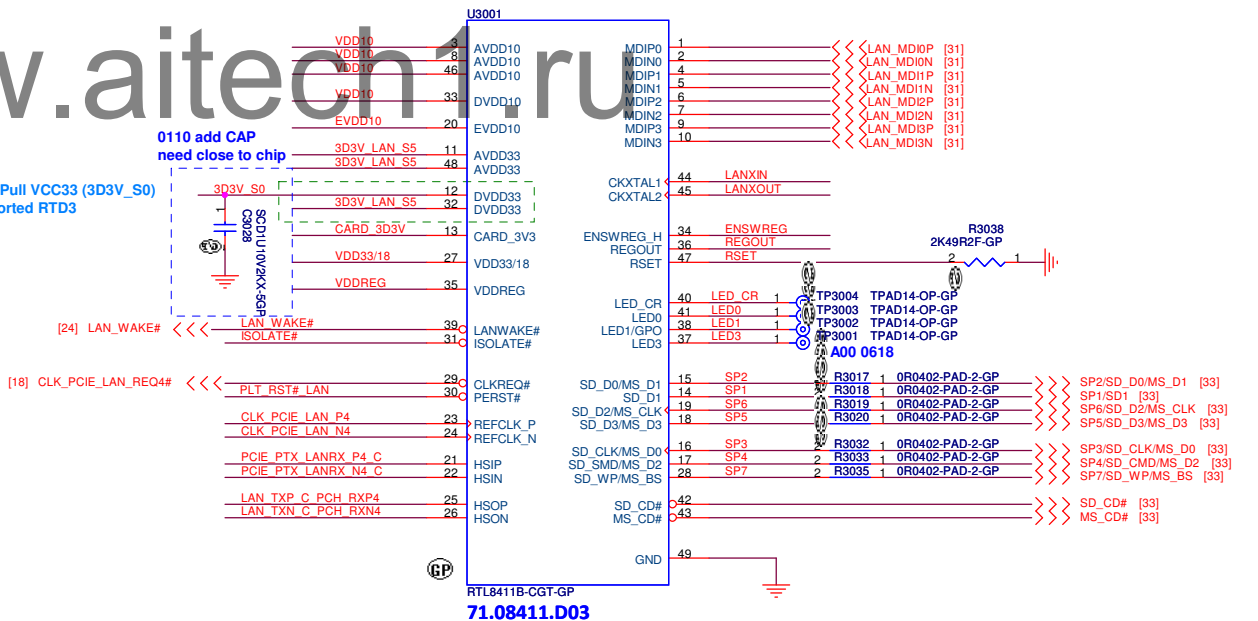 U3001
w.aitech1.ru
VDD10 3 AVDD10
VDD10 8 AVDD10
VDD10 46 AVDD10
VDD10 33 DVDD10
EVDD10 20 EVDD10
0110 add CAP
need close to chip
3D3V_LAN_S5 11 AVDD33
3D3V_LAN_S5 48 AVDD33
Pull VCC33 (3D3V_S0)
orted RTD3
3D3V_S0 12 DVDD33
3D3V_LAN_S5 32 DVDD33
1
C3028
SCD1U10V2KX-5GP
CARD_3D3V 13 CARD_3V3
VDD33/18 27 VDD33/18
VDDREG 35 VDDREG
[24] LAN_WAKE# LAN_WAKE# 39 LANWAKE#
ISOLATE# 31 ISOLATE#
[18] CLK_PCIE_LAN_REQ4# 29 CLKREQ#
PLT_RST#_LAN 30 PERST#
CLK_PCIE_LAN_P4 23 REFCLK_P
CLK_PCIE_LAN_N4 24 REFCLK_N
PCIE_PTX_LANRX_P4_C 21 HSIP
PCIE_PTX_LANRX_N4_C 22 HSIN
LAN_TXP_C_PCH_RXP4 25 HSOP
LAN_TXN_C_PCH_RXN4 26 HSON
GP
MDIP0 1 LAN_MDI0P [31]
MDIN0 2 LAN_MDI0N [31]
MDIP1 4 LAN_MDI1P [31]
MDIN1 5 LAN_MDI1N [31]
MDIP2 6 LAN_MDI2P [31]
MDIN2 7 LAN_MDI2N [31]
MDIP3 9 LAN_MDI3P [31]
MDIN3 10 LAN_MDI3N [31]
CKXTAL1 44 LANXIN
CKXTAL2 45 LANXOUT
ENSWREG_H 34 ENSWREG
REGOUT 36 REGOUT
RSET 47 RSET
R3038
2K49R2F-GP
2 1
LED_CR 40 LED_CR 1 TP3004 TPAD14-OP-GP
LED0 41 LED0 1 TP3003 TPAD14-OP-GP
LED1/GPO 38 LED1 1 TP3002 TPAD14-OP-GP
LED3 37 LED3 1 TP3001 TPAD14-OP-GP
A00 0618
SD_D0/MS_D1 15 SP2 R3017 1 0R0402-PAD-2-GP SP2/SD_D0/MS_D1 [33]
SD_D1 14 SP1 R3018 1 0R0402-PAD-2-GP SP1/SD1 [33]
SD_D2/MS_CLK 19 SP6 R3019 1 0R0402-PAD-2-GP SP6/SD_D2/MS_CLK [33]
SD_D3/MS_D3 18 SP5 R3020 1 0R0402-PAD-2-GP SP5/SD_D3/MS_D3 [33]
SD_CLK/MS_D0 16 SP3 2 R3032 1 0R0402-PAD-2-GP SP3/SD_CLK/MS_D0 [33]
SD_SMD/MS_D2 17 SP4 2 R3033 1 0R0402-PAD-2-GP SP4/SD_CMD/MS_D2 [33]
SD_WP/MS_BS 28 SP7 2 R3035 1 0R0402-PAD-2-GP SP7/SD_WP/MS_BS [33]
SD_CD# 42 SD_CD# [33]
MS_CD# 43 MS_CD# [33]
GND 49
RTL8411B-CGT-GP
71.08411.D03